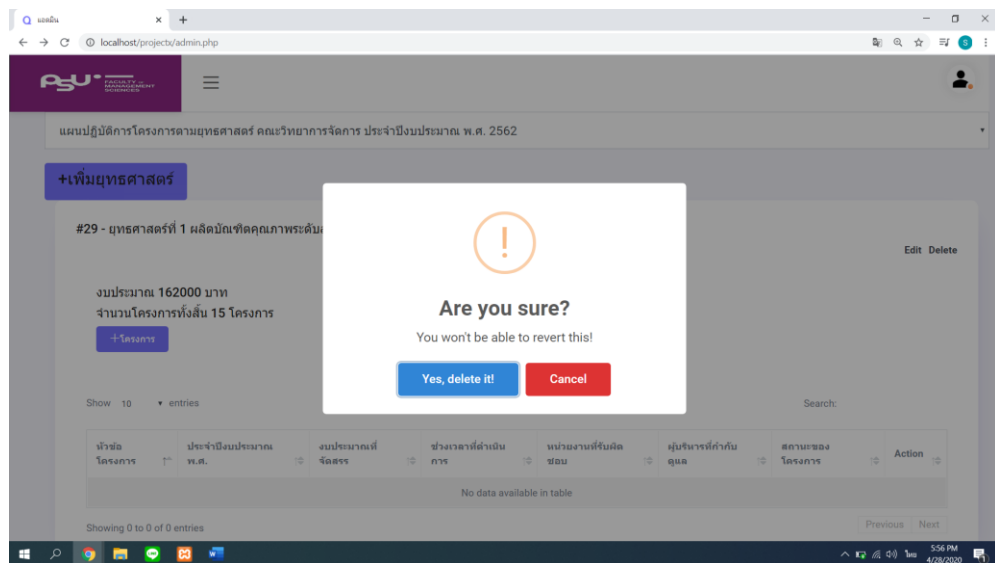 แอดมิน
localhost/projectx/admin.php
S
PSU
FACULTY OF
MANAGEMENT
SCIENCES
แผนปฏิบัติการโครงการตามยุทธศาสตร์ คณะวิทยาการจัดการ ประจำปีงบประมาณ พ.ศ. 2562
+เพิ่มยุทธศาสตร์
#29 - ยุทธศาสตร์ที่ 1 ผลิตบัณฑิตคุณภาพระดับ
Edit Delete
งบประมาณ 162000 บาท
จำนวนโครงการทั้งสิ้น 15 โครงการ
+โครงการ
!
Are you sure?
You won't be able to revert this!
Yes, delete it! Cancel
Show 10 entries Search:
หัวข้อ ประจำปีงบประมาณ งบประมาณที่ ช่วงเวลาที่ดำเนิน หน่วยงานที่รับผิด ผู้บริหารที่กำกับ สถานะของ Action
โครงการ พ.ศ. จัดสรร การ ชอบ ดูแล โครงการ
No data available in table
Showing 0 to 0 of 0 entries Previous Next
ไทย 5:56 PM
4/28/2020